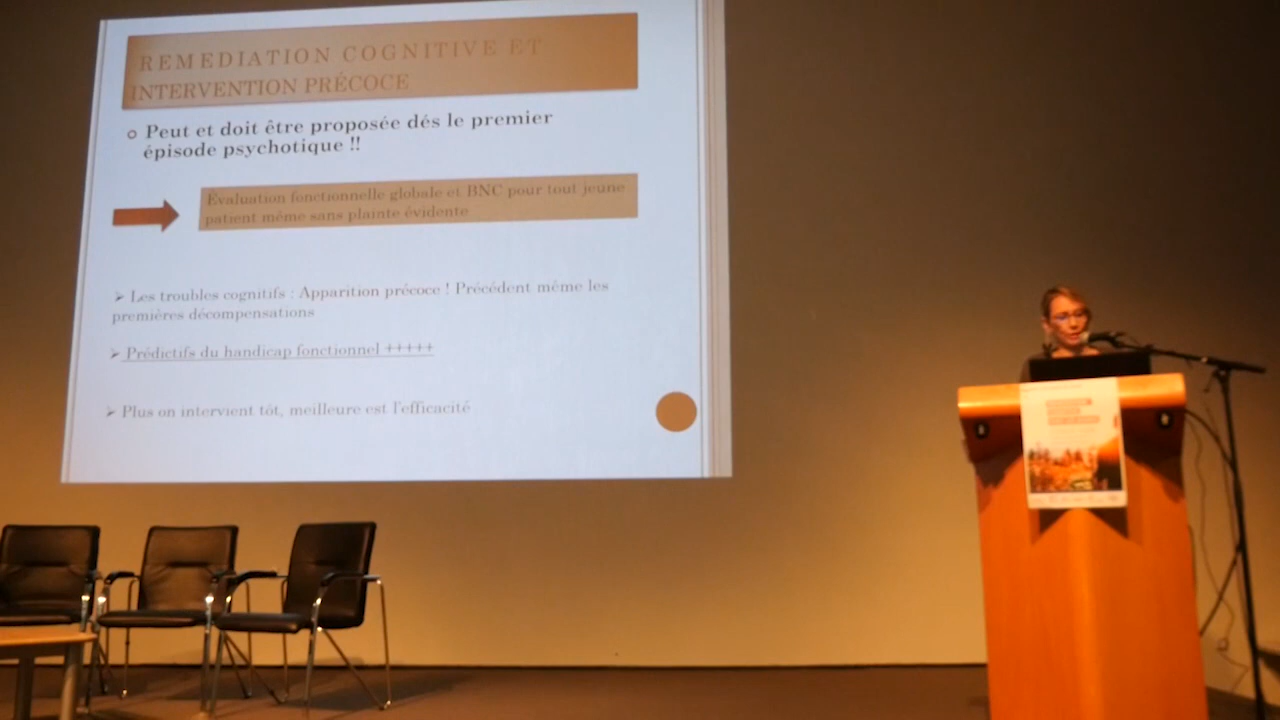 REMEDIATION COGNITIVE ET
INTERVENTION PRÉCOCE
Peut et doit être proposée dés le premier
épisode psychotique !!
Évaluation fonctionnelle globale et BNC pour tout jeune
patient même sans plainte évidente
➢ Les troubles cognitifs : Apparition précoce ! Précédent même les
premières décompensations
➢ Prédictifs du handicap fonctionnel +++++
➢ Plus on intervient tôt, meilleure est l'efficacité